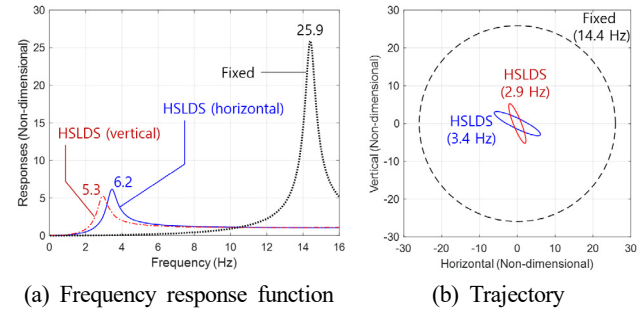 (a)
30
25
20
15
10
5
0
0
2
4
6
8
10
12
14
16
Responses (Non-dimensional)
Frequency (Hz)
25.9
Fixed
HSLDS (horizontal)
HSLDS (vertical)
6.2
5.3
(b)
30
20
10
0
-10
-20
-30
-30
-20
-10
0
10
20
30
Vertical (Non-dimensional)
Horizontal (Non-dimensional)
Fixed
(14.4 Hz)
HSLDS
(2.9 Hz)
HSLDS
(3.4 Hz)
(a) Frequency response function
(b) Trajectory